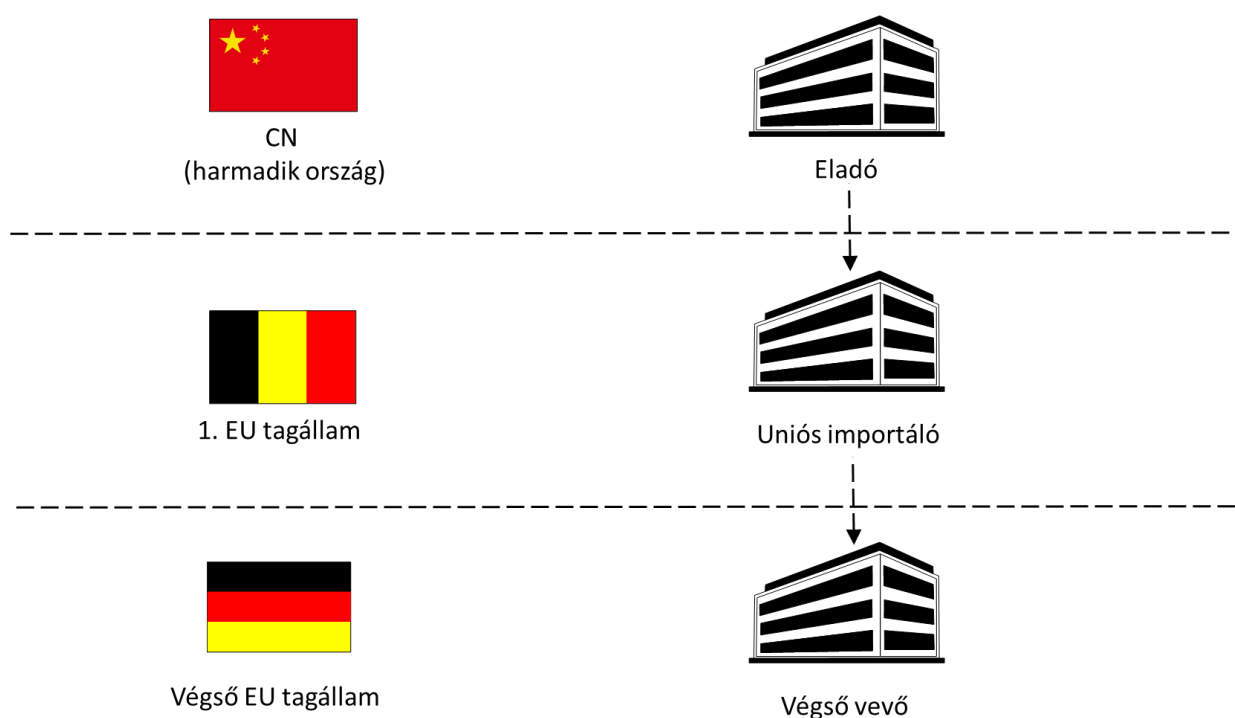 CN
(harmadik ország)
Eladó
1. EU tagállam
Uniós importáló
Végső EU tagállam
Végső vevő